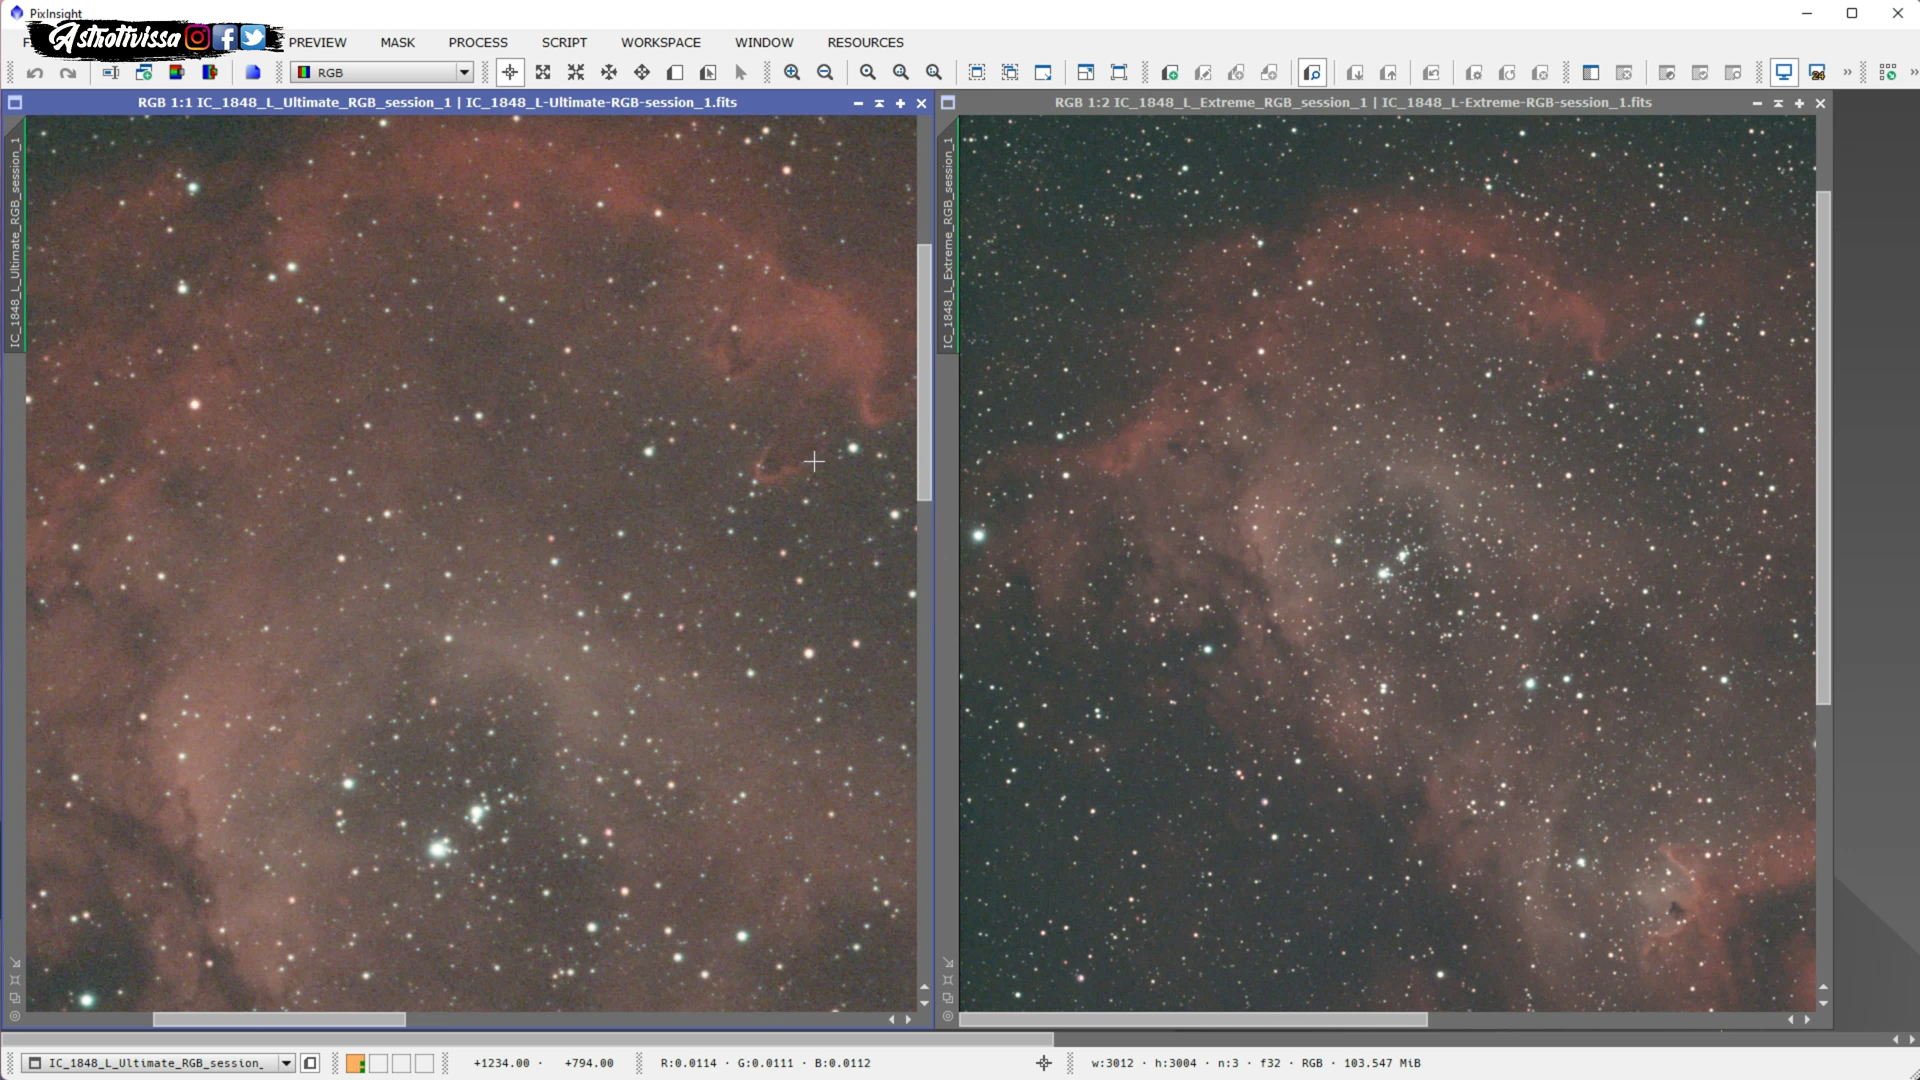 PixInsight
Astrottvissa
F
PREVIEW
MASK
PROCESS
SCRIPT
WORKSPACE
WINDOW
RESOURCES
RGB
24
RGB 1:1 IC_1848_L_Ultimate_RGB_session_1 | IC_1848_L-Ultimate-RGB-session_1.fits
RGB 1:2 IC_1848_L_Extreme_RGB_session_1 | IC_1848_L-Extreme-RGB-session_1.fits
IC_1848_L_Ultimate_RGB_session_1
IC_1848_L_Extreme_RGB_session_1
IC_1848_L_Ultimate_RGB_session_
+1234.00 · +794.00
R:0.0114 · G:0.0111 · B:0.0112
w:3012 · h:3004 · n:3 · f32 · RGB · 103.547 MiB